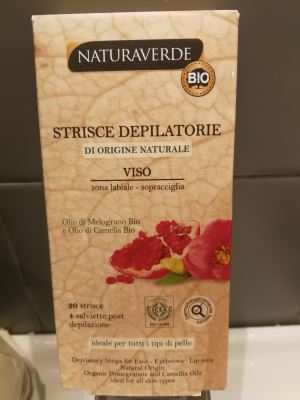 NATURAVERDE
BIO
STRISCE DEPILATORIE
DI ORIGINE NATURALE
VISO
zona labiale - sopracciglia
Olio di Melograno Bio
e Olio di Camelia Bio
20 strisce
4 salviette post
depilazione
ideale per tutti i tipi di pelle
Depilatory Strips for Face - Eyebrows - Lip area
Natural Origin
Organic Pomegranate and Camellia Oils
ideal for all skin types